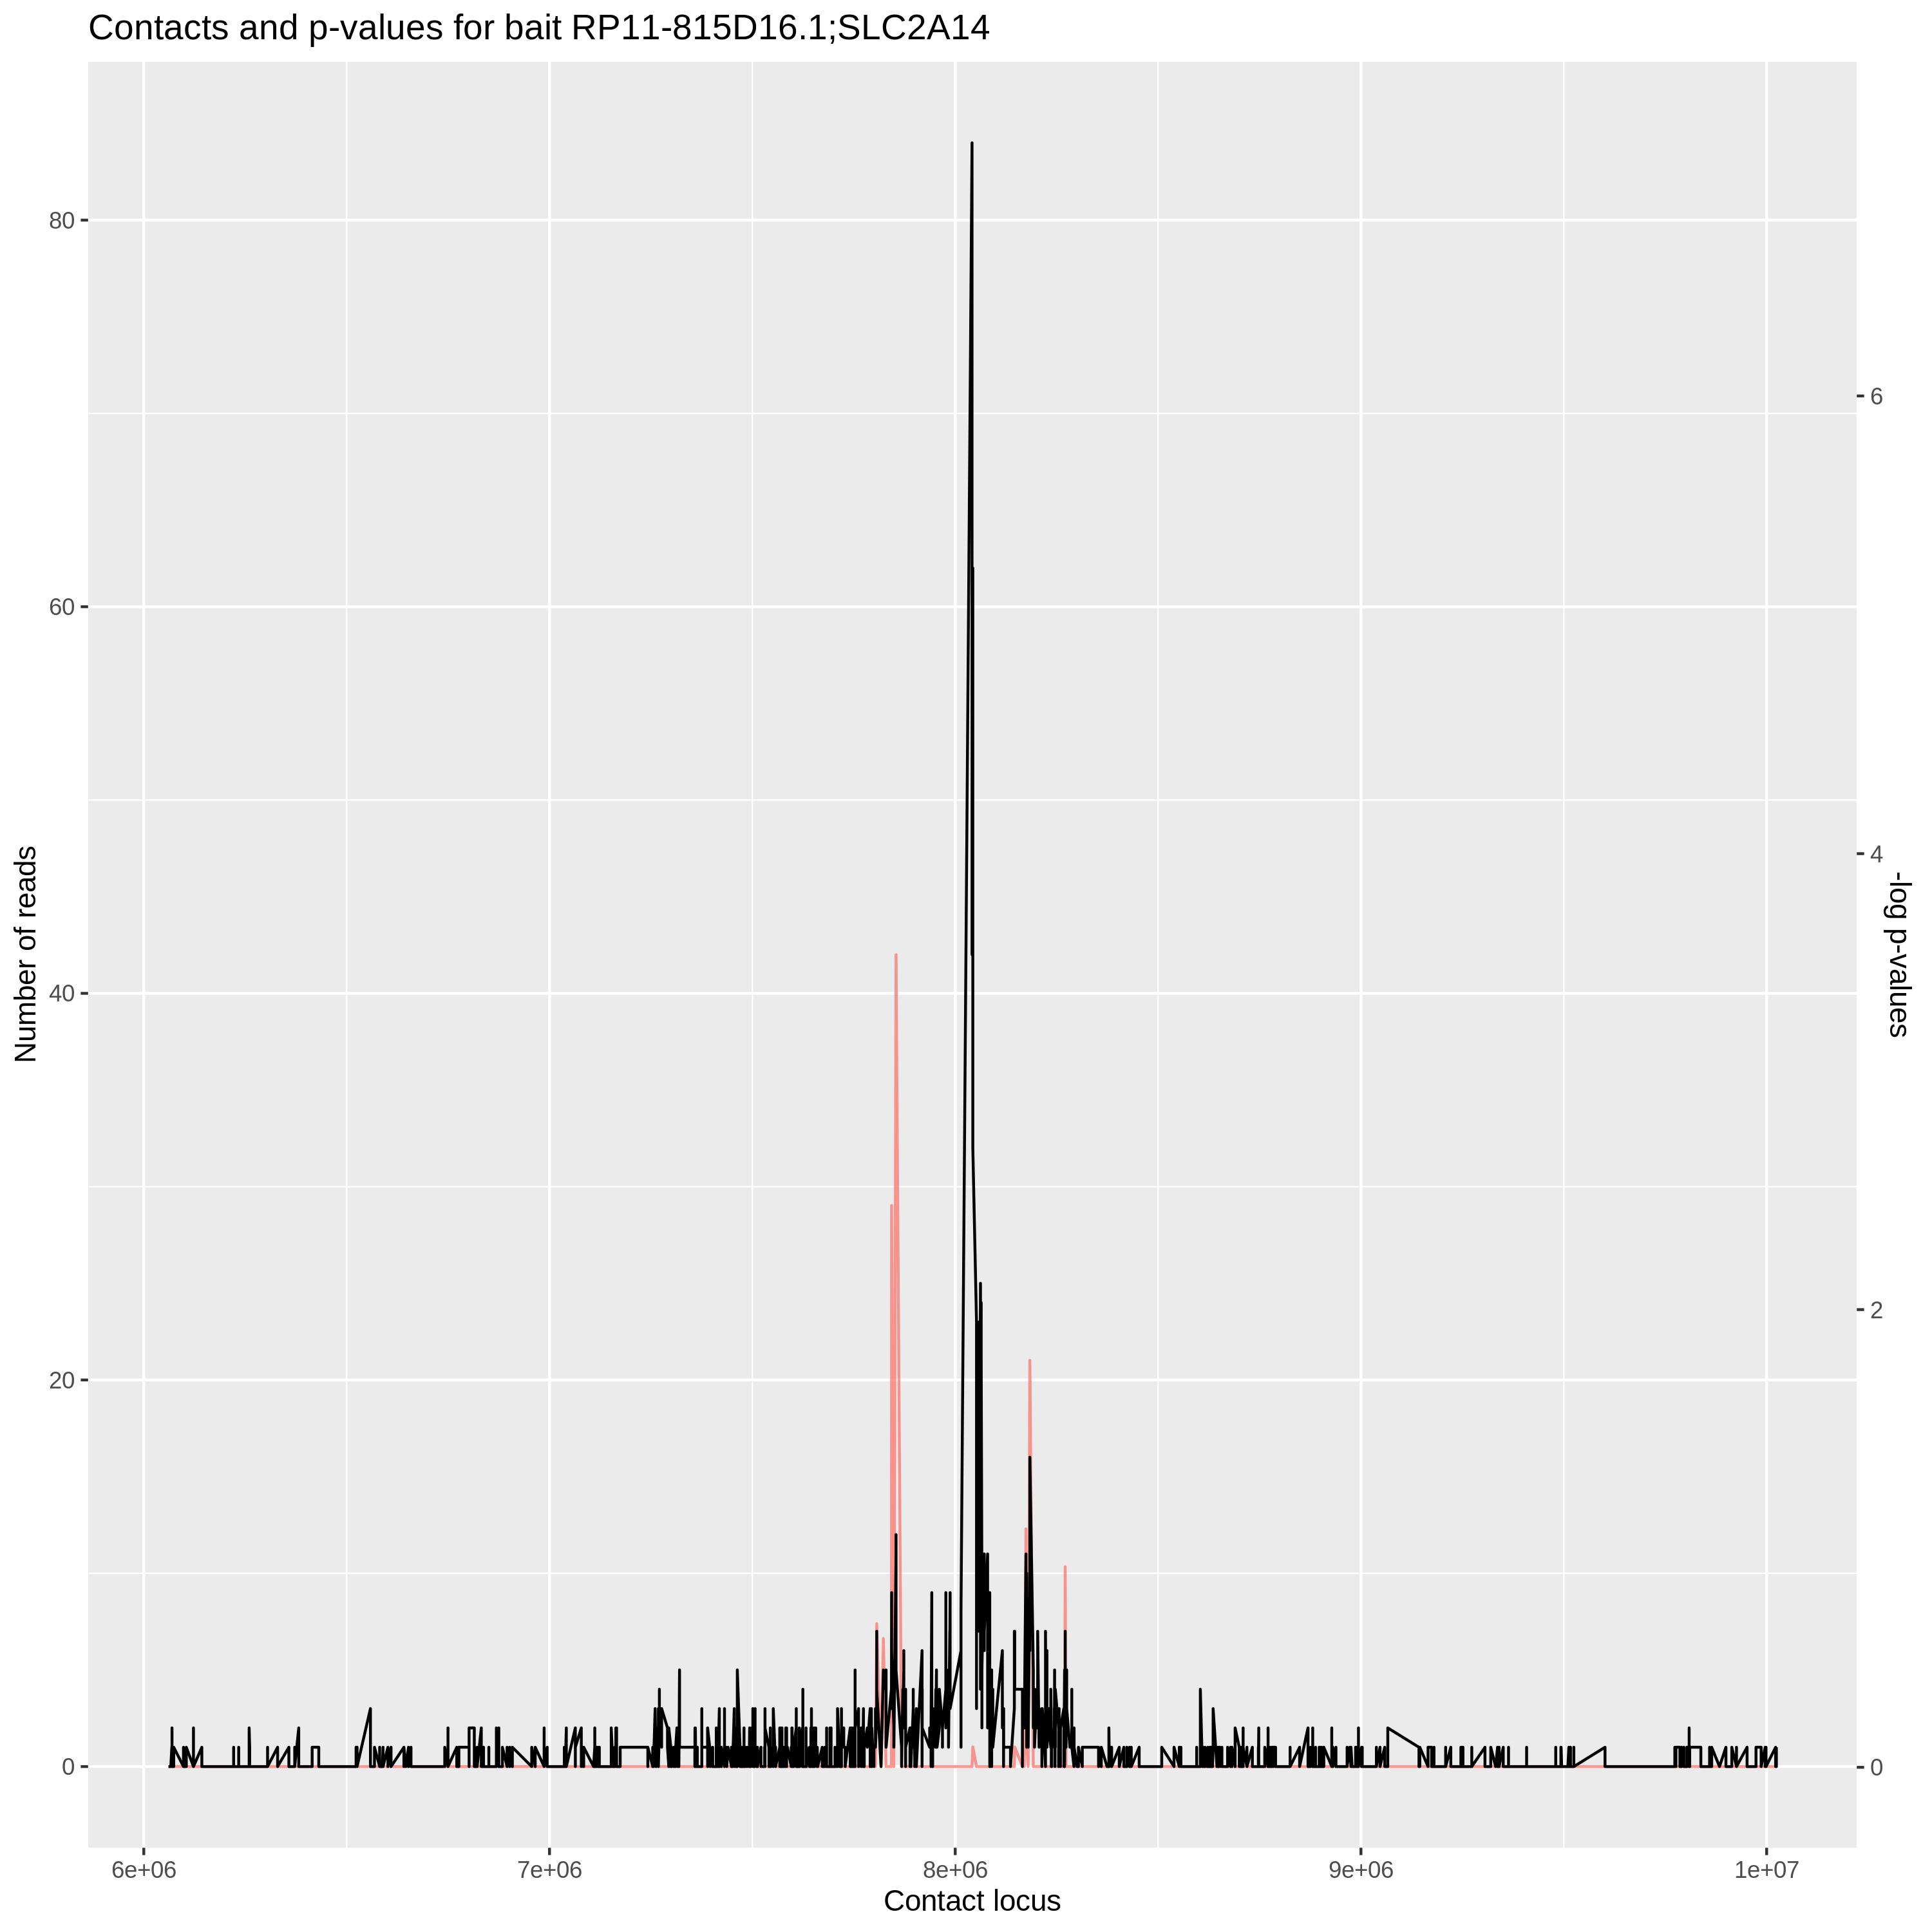 Contacts and p-values for bait RP11-815D16.1;SLC2A14
80
60
40
20
0
6
4
2
0
Number of reads
-log p-values
6e+06
7e+06
8e+06
9e+06
1e+07
Contact locus